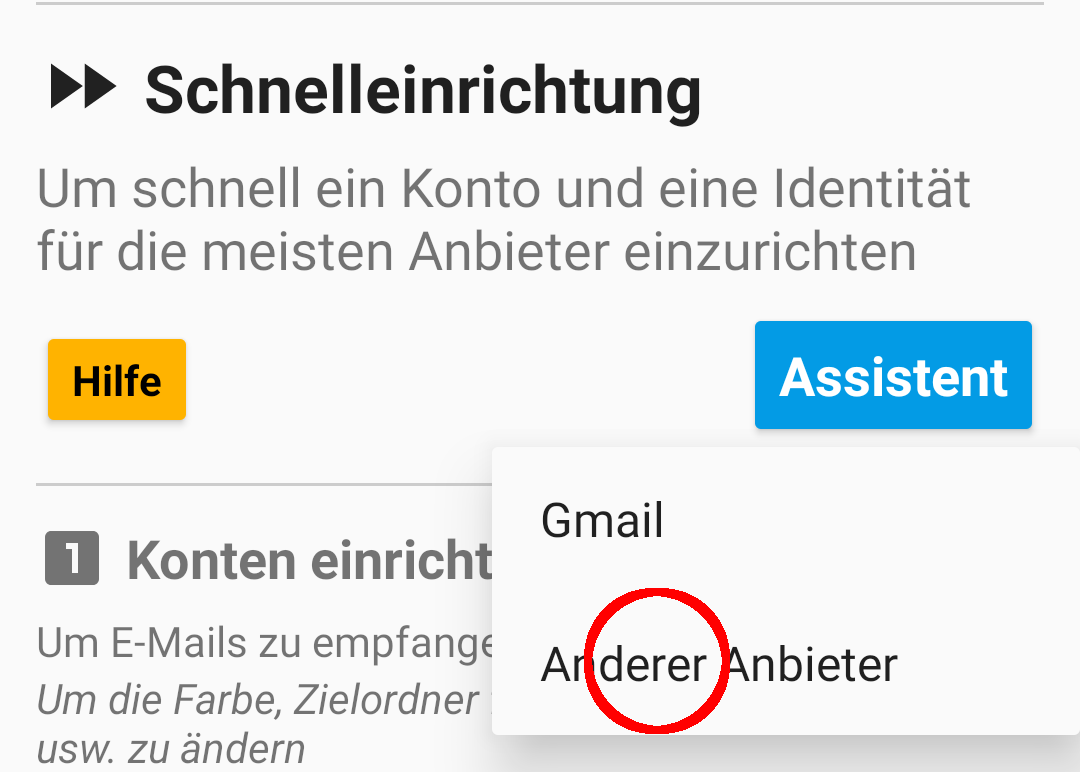 Schnelleinrichtung
Um schnell ein Konto und eine Identität
für die meisten Anbieter einzurichten
Hilfe
Assistent
Gmail
Anderer Anbieter
1 Konten einricht
Um E-Mails zu empfange
Um die Farbe, Zielordner
usw. zu ändern